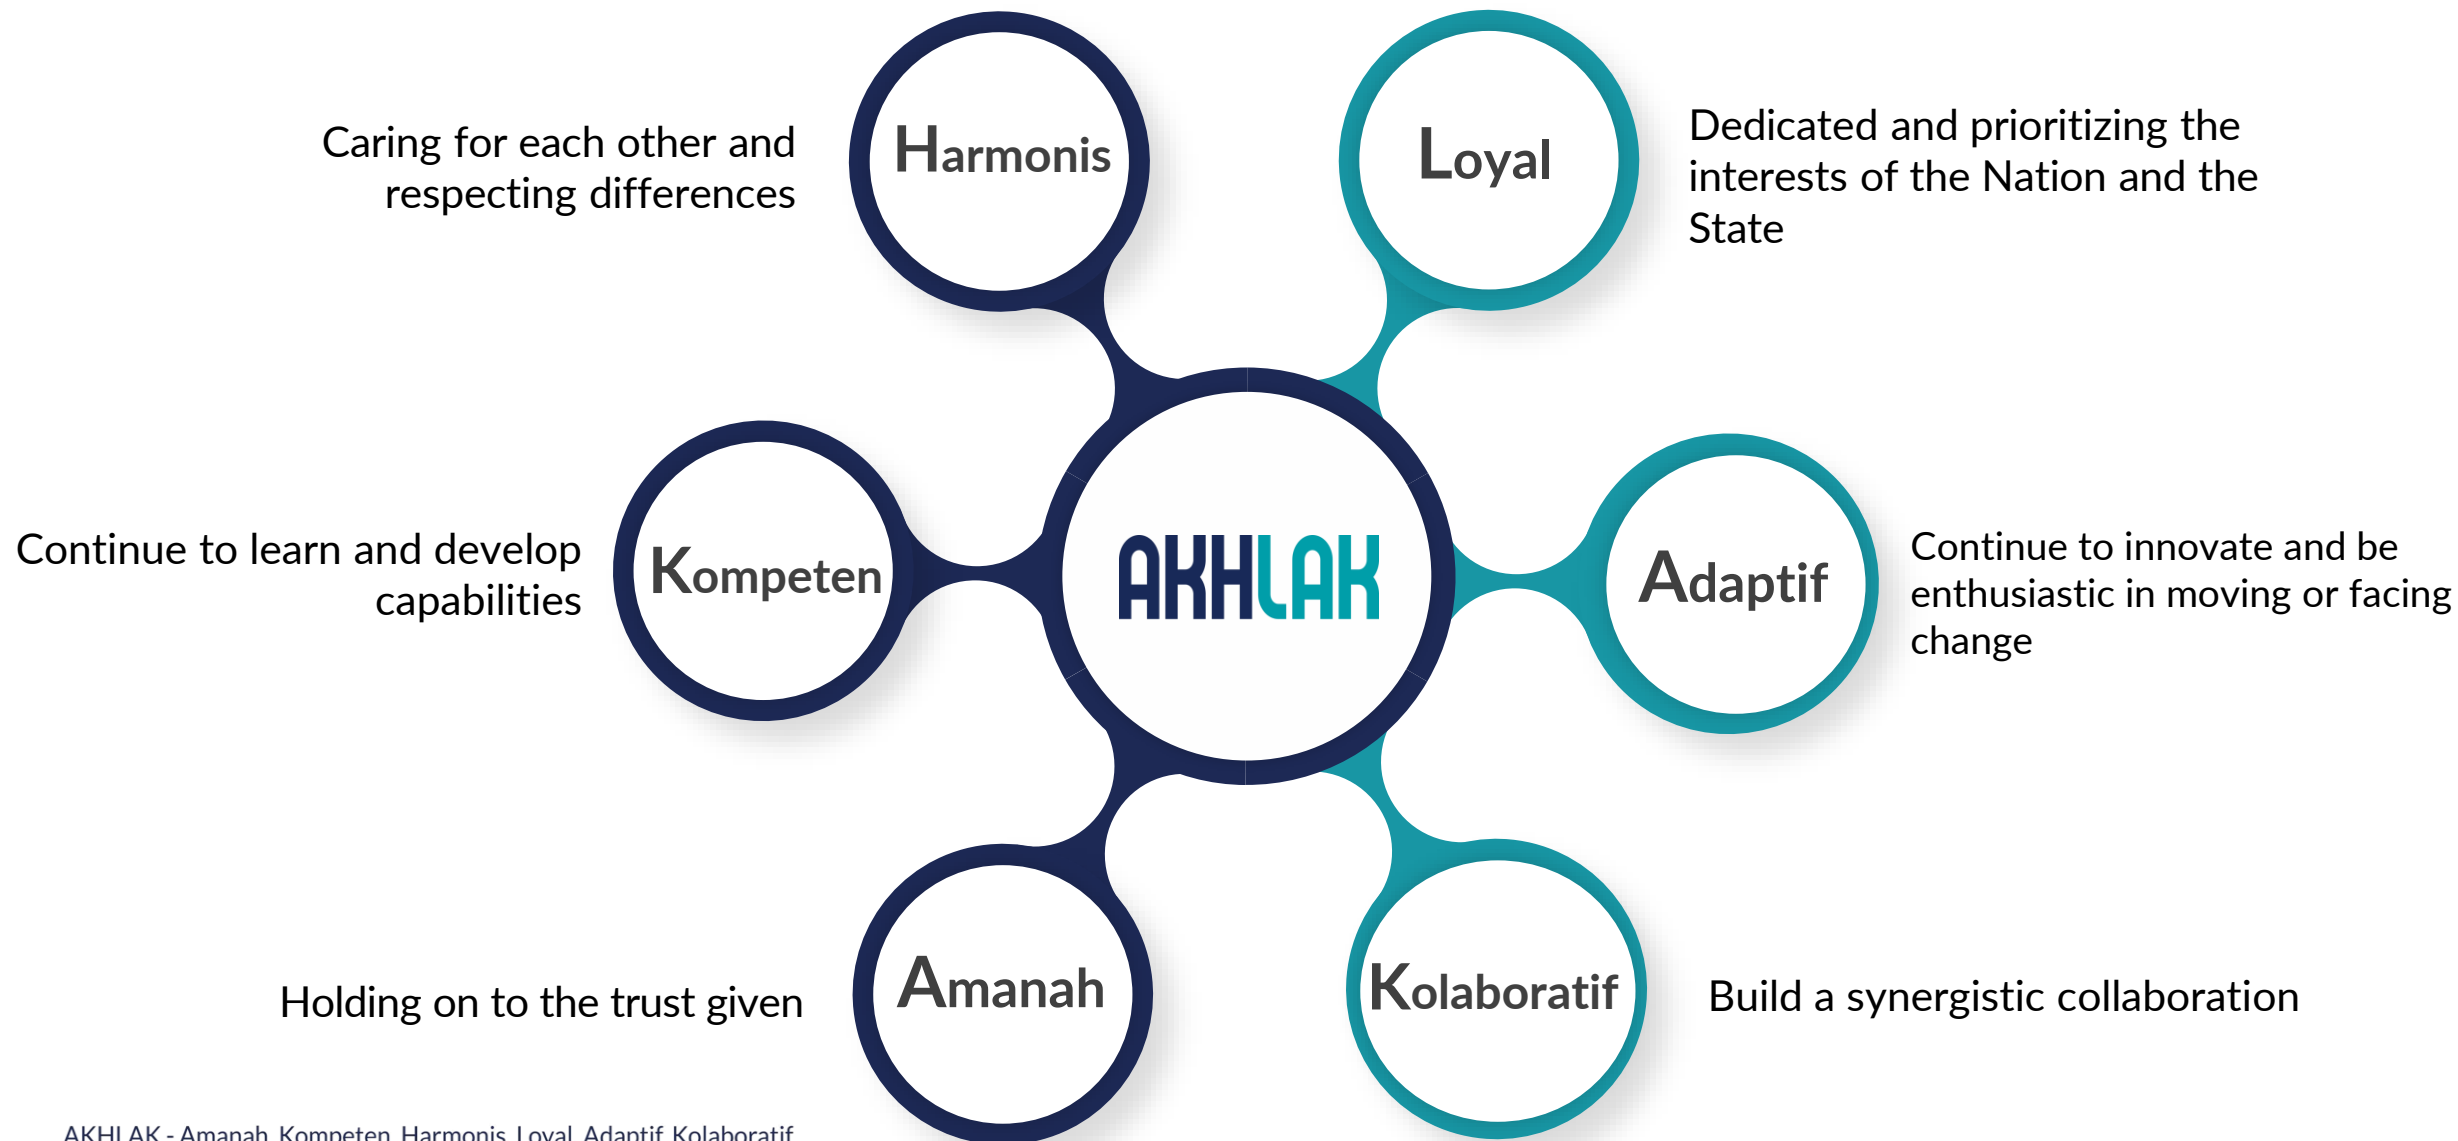 Caring for each other and
respecting differences
Harmonis
Loyal
Dedicated and prioritizing the
interests of the Nation and the
State
Continue to learn and develop
capabilities
Kompeten
AKHLAK
Adaptif
Continue to innovate and be
enthusiastic in moving or facing
change
Holding on to the trust given
Amanah
Kolaboratif
Build a synergistic collaboration
AKHLAK - Amanah, Kompeten, Harmonis, Loyal, Adaptif, Kolaboratif